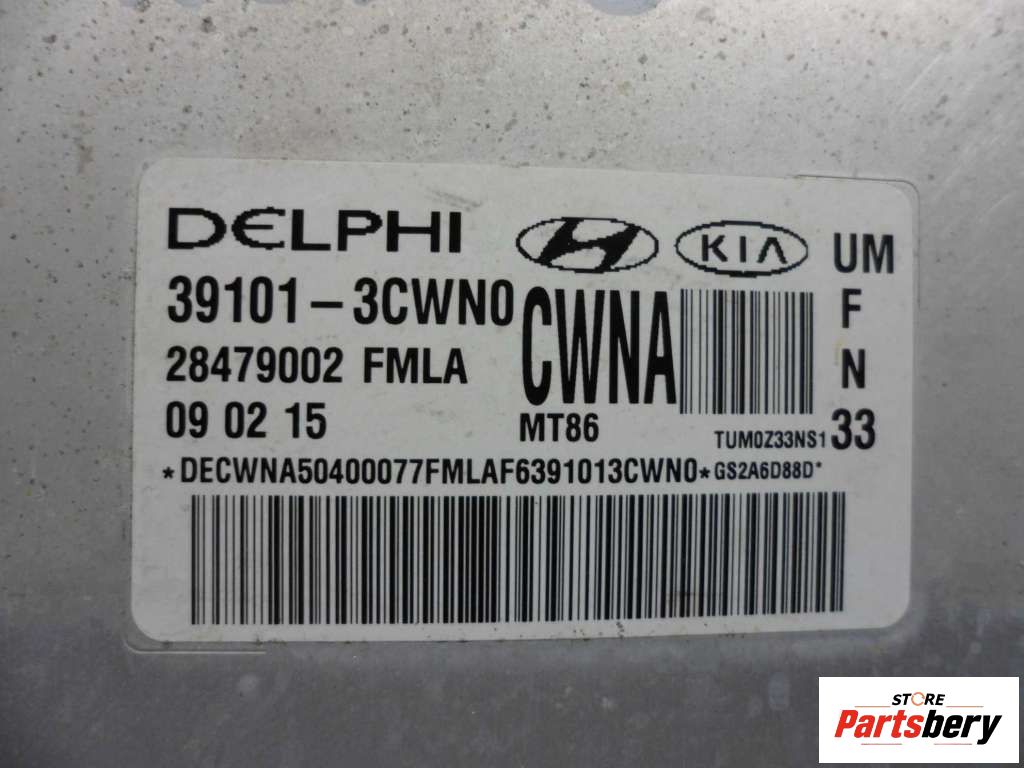 DELPHI KIA UM
39101-3CWN0 CWNA F
28479002 FMLA N
09 02 15 MT86 TUM0Z33NS1 33
*DECWNA50400077FMLAF6391013CWN0*GS2A6D88D*
STORE
Partsbery